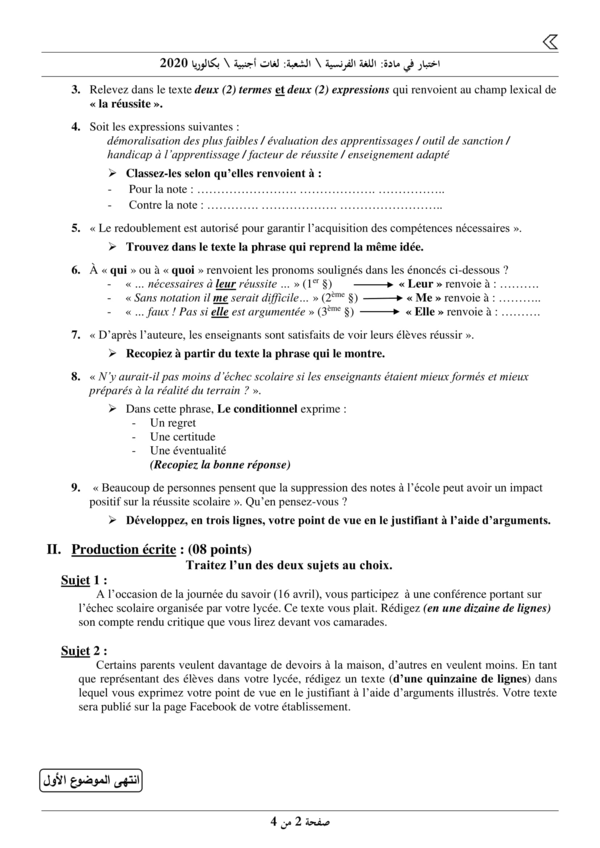 اختبار في مادة: اللغة الفرنسية \ الشعبة: لغات أجنبية \ بكالوريا 2020
3. Relevez dans le texte deux (2) termes et deux (2) expressions qui renvoient au champ lexical de
« la réussite ».
4. Soit les expressions suivantes :
démoralisation des plus faibles / évaluation des apprentissages / outil de sanction /
handicap à l’apprentissage / facteur de réussite / enseignement adapté
➢ Classez-les selon qu’elles renvoient à :
- Pour la note : ……………………. ………………. ……………..
- Contre la note : …………. ………………. ……………………..
5. « Le redoublement est autorisé pour garantir l’acquisition des compétences nécessaires ».
➢ Trouvez dans le texte la phrase qui reprend la même idée.
6. À « qui » ou à « quoi » renvoient les pronoms soulignés dans les énoncés ci-dessous ?
- « … nécessaires à leur réussite … » (1er §) → « Leur » renvoie à : ……….
- « Sans notation il me serait difficile… » (2ème §) → « Me » renvoie à : ………..
- « … faux ! Pas si elle est argumentée » (3ème §) → « Elle » renvoie à : ……….
7. « D’après l’auteure, les enseignants sont satisfaits de voir leurs élèves réussir ».
➢ Recopiez à partir du texte la phrase qui le montre.
8. « N’y aurait-il pas moins d’échec scolaire si les enseignants étaient mieux formés et mieux
préparés à la réalité du terrain ? ».
➢ Dans cette phrase, Le conditionnel exprime :
- Un regret
- Une certitude
- Une éventualité
(Recopiez la bonne réponse)
9. « Beaucoup de personnes pensent que la suppression des notes à l’école peut avoir un impact
positif sur la réussite scolaire ». Qu’en pensez-vous ?
➢ Développez, en trois lignes, votre point de vue en le justifiant à l’aide d’arguments.
II. Production écrite : (08 points)
Traitez l’un des deux sujets au choix.
Sujet 1 :
A l’occasion de la journée du savoir (16 avril), vous participez à une conférence portant sur
l’échec scolaire organisée par votre lycée. Ce texte vous plait. Rédigez (en une dizaine de lignes)
son compte rendu critique que vous lirez devant vos camarades.
Sujet 2 :
Certains parents veulent davantage de devoirs à la maison, d’autres en veulent moins. En tant
que représentant des élèves dans votre lycée, rédigez un texte (d’une quinzaine de lignes) dans
lequel vous exprimez votre point de vue en le justifiant à l’aide d’arguments illustrés. Votre texte
sera publié sur la page Facebook de votre établissement.
انتهى الموضوع الأول
صفحة 2 من 4